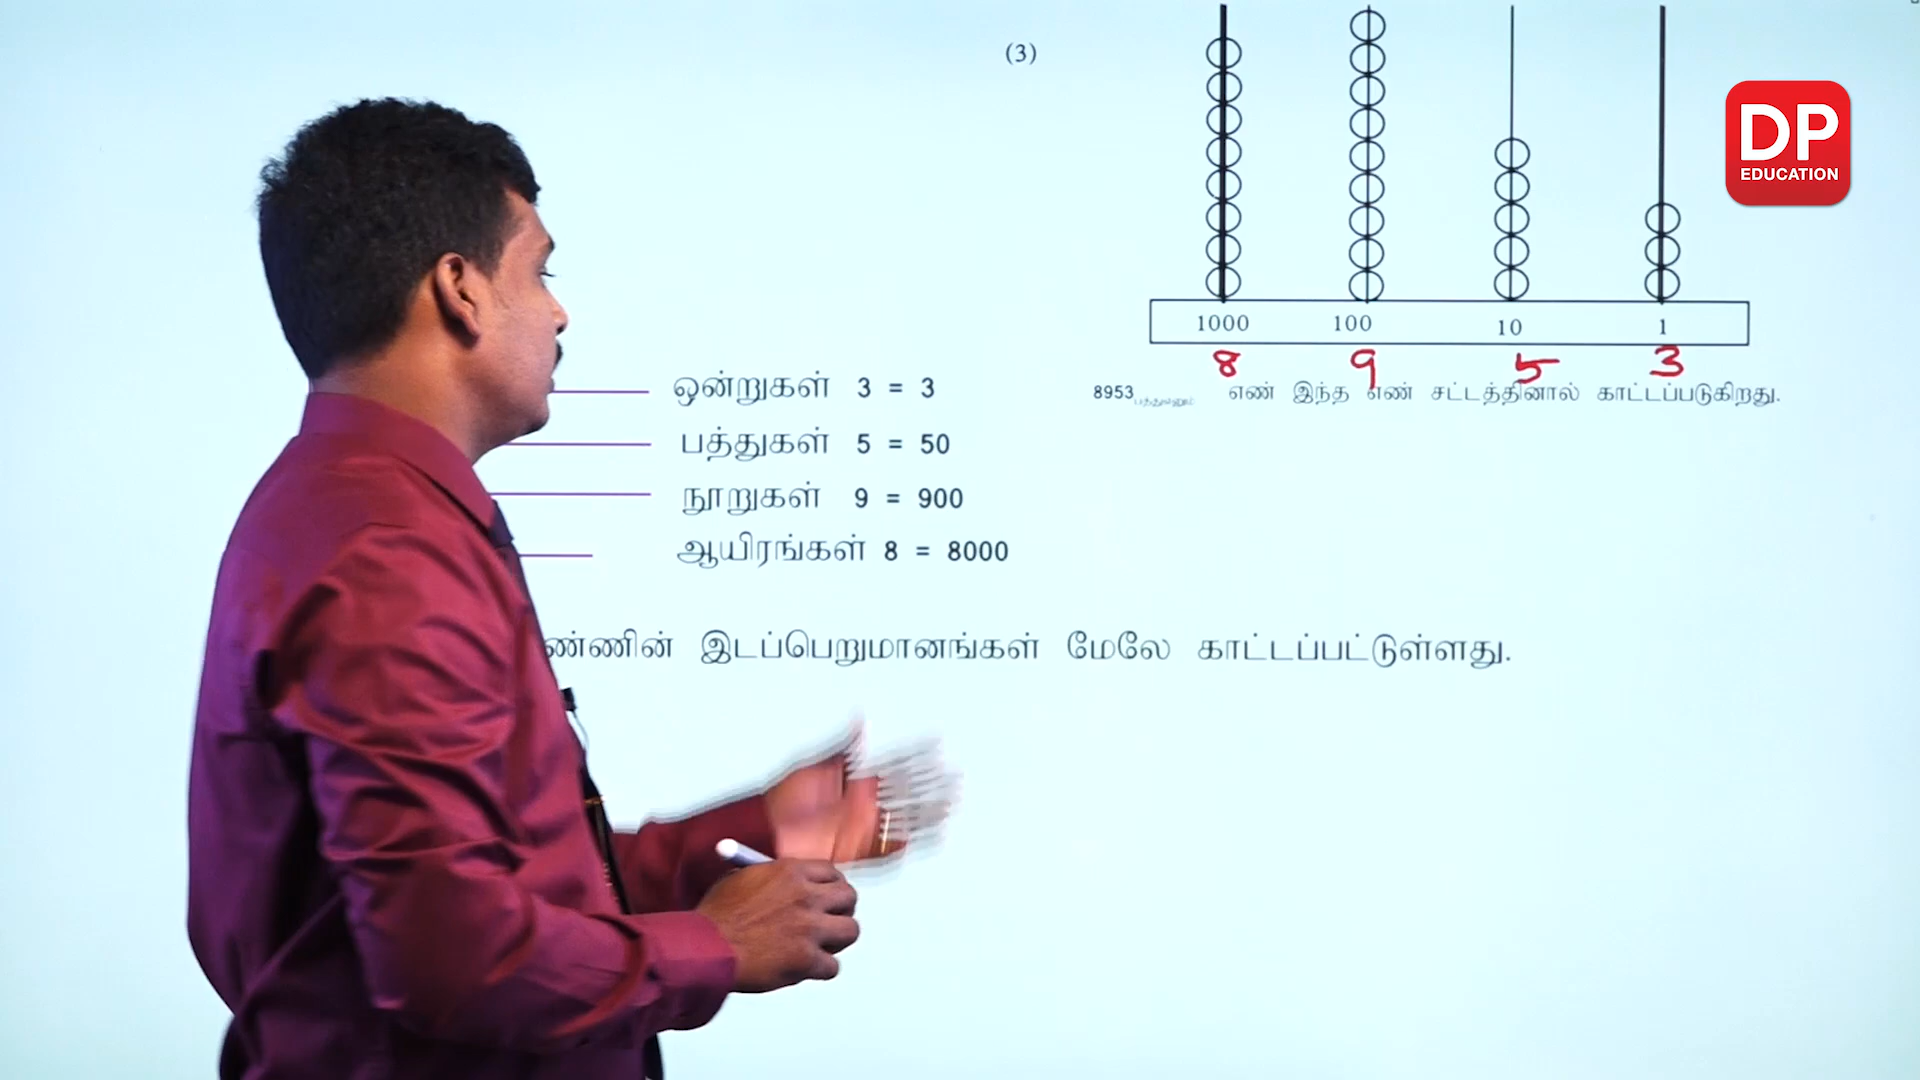 (3)
DP
EDUCATION
1000 100 10 1
8 9 5 3
8953 எண் இந்த எண் சட்டத்தினால் காட்டப்படுகிறது.
ஒன்றுகள் 3 = 3
பத்துகள் 5 = 50
நூறுகள் 9 = 900
ஆயிரங்கள் 8 = 8000
ண்ணின் இடப்பெறுமானங்கள் மேலே காட்டப்பட்டுள்ளது.